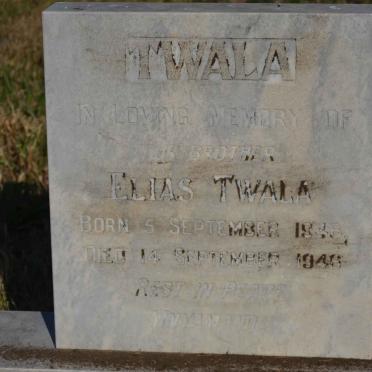 TWALA
IN LOVING MEMORY OF
BROTHER
ELIAS TWALA
BORN 5 SEPTEMBER
DIED 14 SEPTEMBER 1948
REST IN PEACE